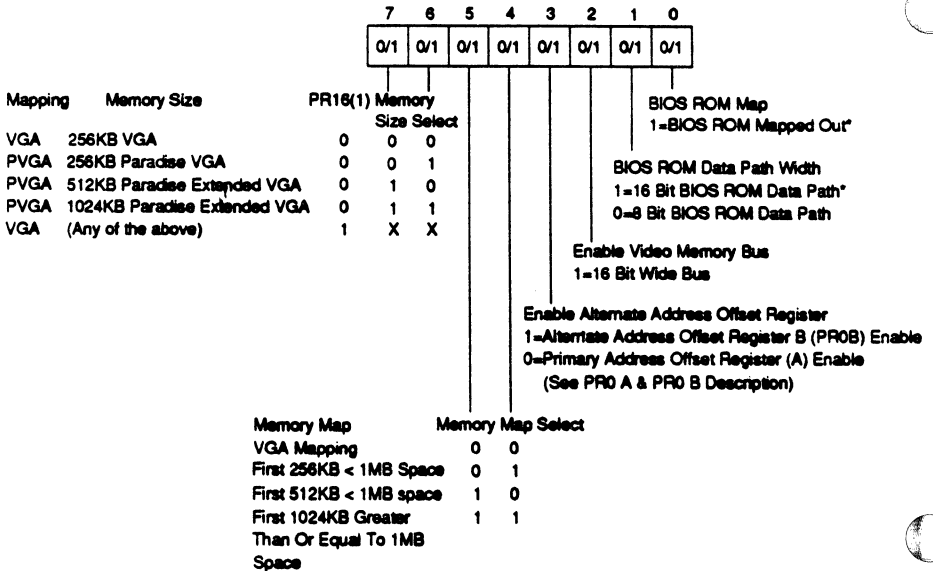 7 6 5 4 3 2 1 0
0/1 0/1 0/1 0/1 0/1 0/1 0/1 0/1
Mapping Memory Size PR16(1) Memory
Size Select
VGA 256KB VGA 0 0 0
PVGA 256KB Paradise VGA 0 0 1
PVGA 512KB Paradise Extended VGA 0 1 0
PVGA 1024KB Paradise Extended VGA 0 1 1
VGA (Any of the above) 1 X X
BIOS ROM Map
1=BIOS ROM Mapped Out*
BIOS ROM Data Path Width
1=16 Bit BIOS ROM Data Path*
0=8 Bit BIOS ROM Data Path
Enable Video Memory Bus
1=16 Bit Wide Bus
Enable Alternate Address Offset Register
1=Alternate Address Offset Register B (PR0B) Enable
0=Primary Address Offset Register (A) Enable
(See PR0 A & PR0 B Description)
Memory Map Memory Map Select
VGA Mapping 0 0
First 256KB < 1MB Space 0 1
First 512KB < 1MB space 1 0
First 1024KB Greater 1 1
Than Or Equal To 1MB
Space